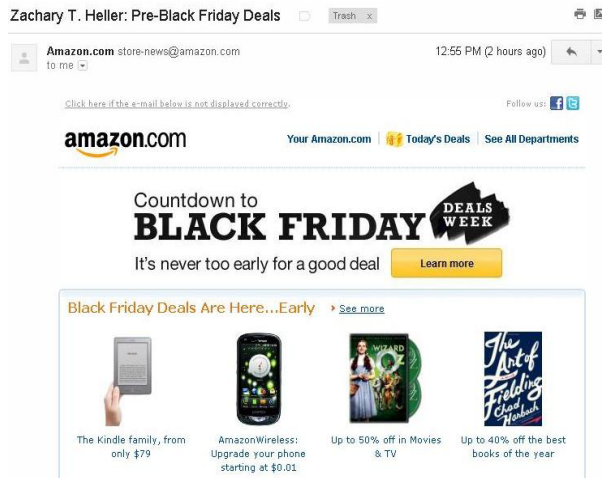 Zachary T. Heller: Pre-Black Friday Deals
Trash x
Amazon.com store-news@amazon.com
12:55 PM (2 hours ago)
to me
Click here if the e-mail below is not displayed correctly.
Follow us:
amazon.com
Your Amazon.com
Today's Deals
See All Departments
Countdown to
BLACK FRIDAY
DEALS
WEEK
It's never too early for a good deal
Learn more
Black Friday Deals Are Here...Early
See more
WIZARD
OZ
The
Art of
Fielding
Chad
Harbach
The Kindle family, from
only $79
AmazonWireless:
Upgrade your phone
starting at $0.01
Up to 50% off in Movies
& TV
Up to 40% off the best
books of the year